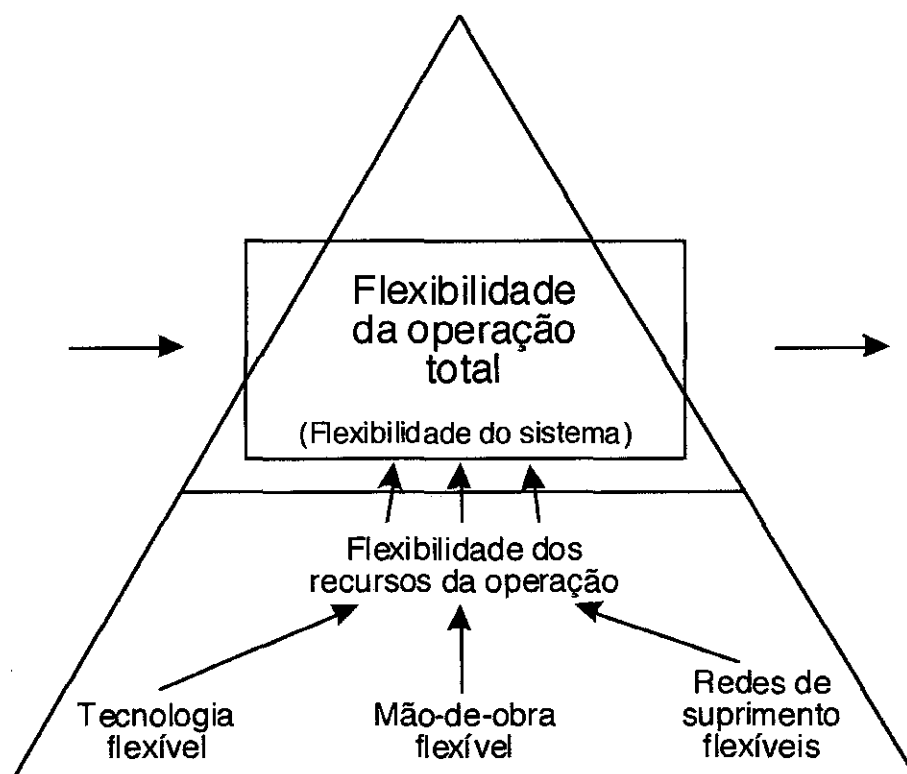 Flexibilidade
da operação
total
(Flexibilidade do sistema)
Flexibilidade dos
recursos da operação
Tecnologia
flexível
Mão-de-obra
flexível
Redes de
suprimento
flexíveis